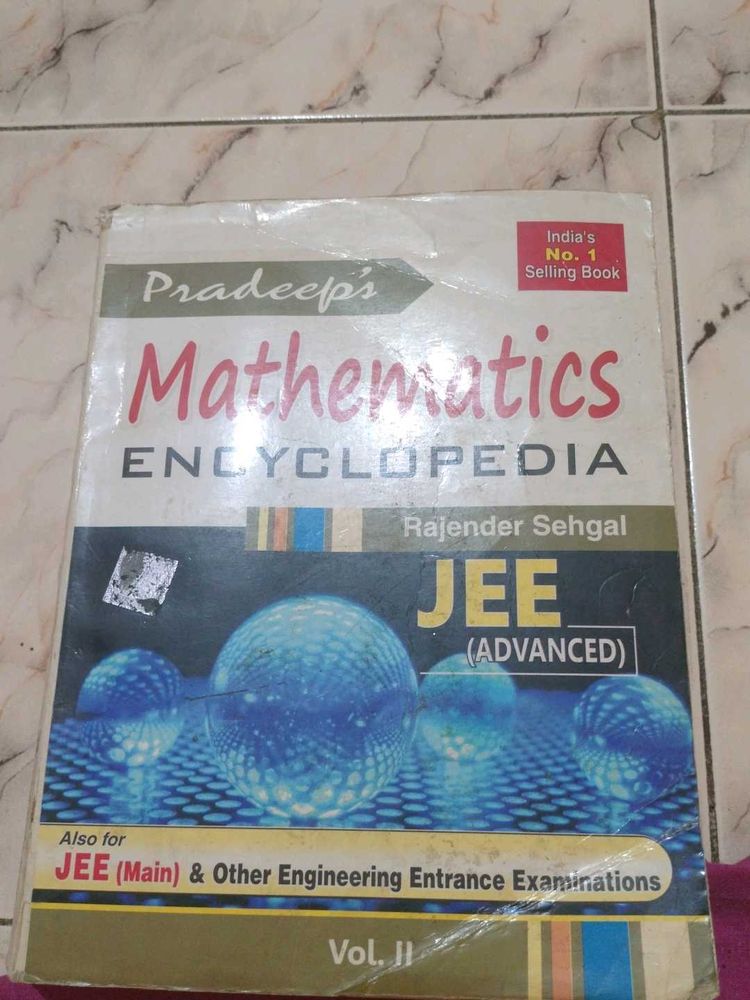 India's
No. 1
Selling Book
Pradeep's
Mathematics
ENCYCLOPEDIA
Rajender Sehgal
JEE
(ADVANCED)
Also for
JEE (Main) & Other Engineering Entrance Examinations
Vol. II